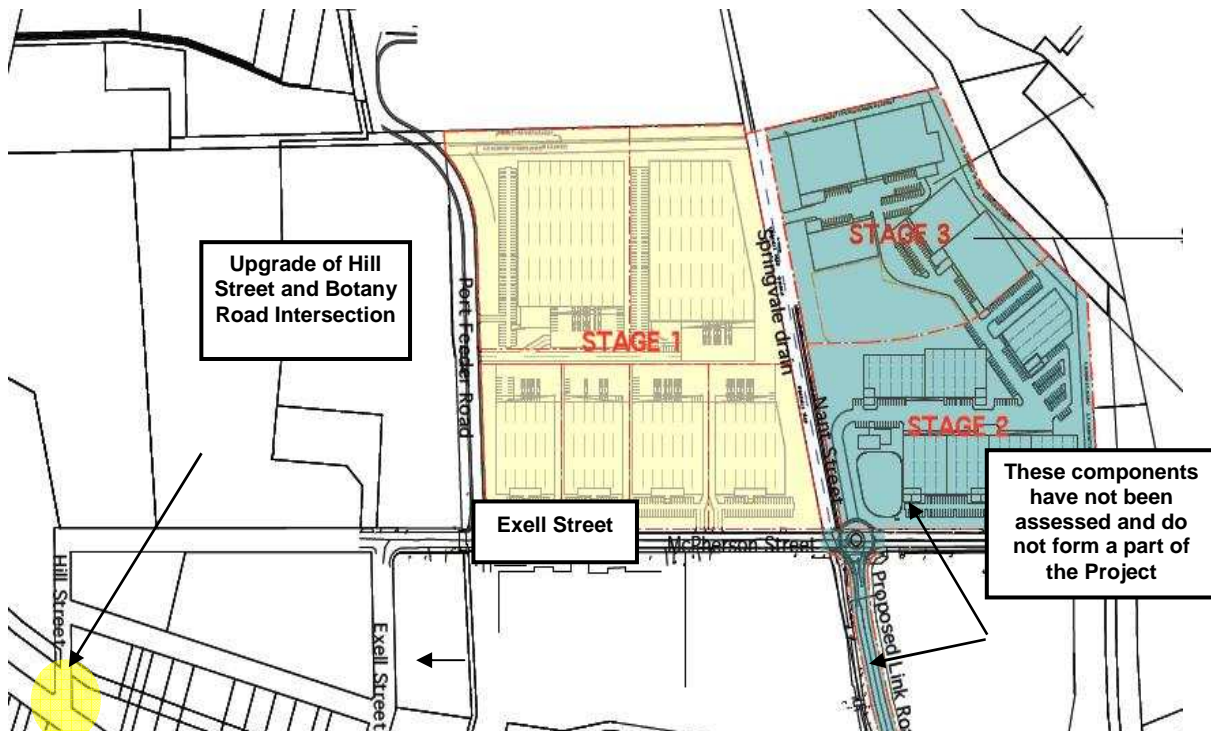 Upgrade of Hill
Street and Botany
Road Intersection
Port Feeder Road
STAGE 1
Springvale drain
STAGE 3
Nant Street
STAGE 2
These components
have not been
assessed and do
not form a part of
the Project
Exell Street
McPherson Street
Hill Street
Exell Street
Proposed Link Ro